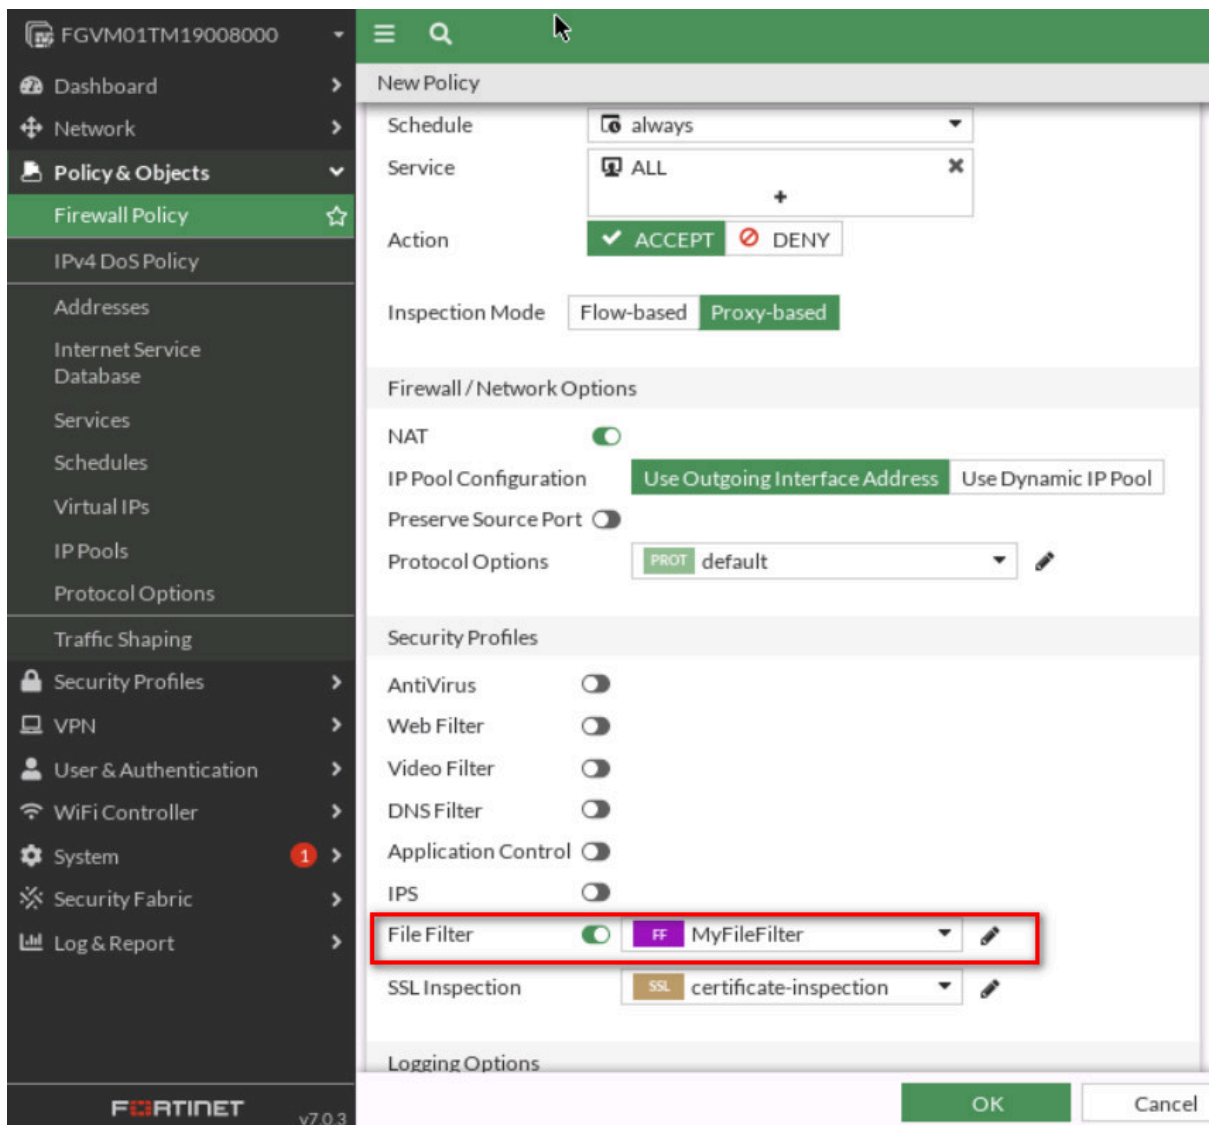 FGVM01TM19008000
Dashboard
Network
Policy & Objects
Firewall Policy
IPv4 DoS Policy
Addresses
Internet Service
Database
Services
Schedules
Virtual IPs
IP Pools
Protocol Options
Traffic Shaping
Security Profiles
VPN
User & Authentication
WiFi Controller
System 1
Security Fabric
Log & Report
FORTINET
v7.0.3
New Policy
Schedule always
Service ALL
Action ACCEPT DENY
Inspection Mode Flow-based Proxy-based
Firewall / Network Options
NAT
IP Pool Configuration Use Outgoing Interface Address Use Dynamic IP Pool
Preserve Source Port
Protocol Options PROT default
Security Profiles
AntiVirus
Web Filter
Video Filter
DNS Filter
Application Control
IPS
File Filter FF MyFileFilter
SSL Inspection SSL certificate-inspection
Logging Options
OK Cancel